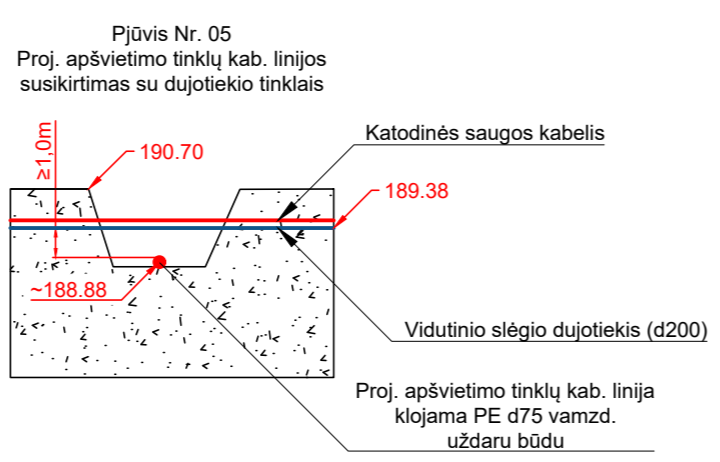 Pjūvis Nr. 05
Proj. apšvietimo tinklų kab. linijos
susikirtimas su dujotiekio tinklais
≥1,0m
190.70
Katodinės saugos kabelis
189.38
~188.88
Vidutinio slėgio dujotiekis (d200)
Proj. apšvietimo tinklų kab. linija
klojama PE d75 vamzd.
uždaru būdu